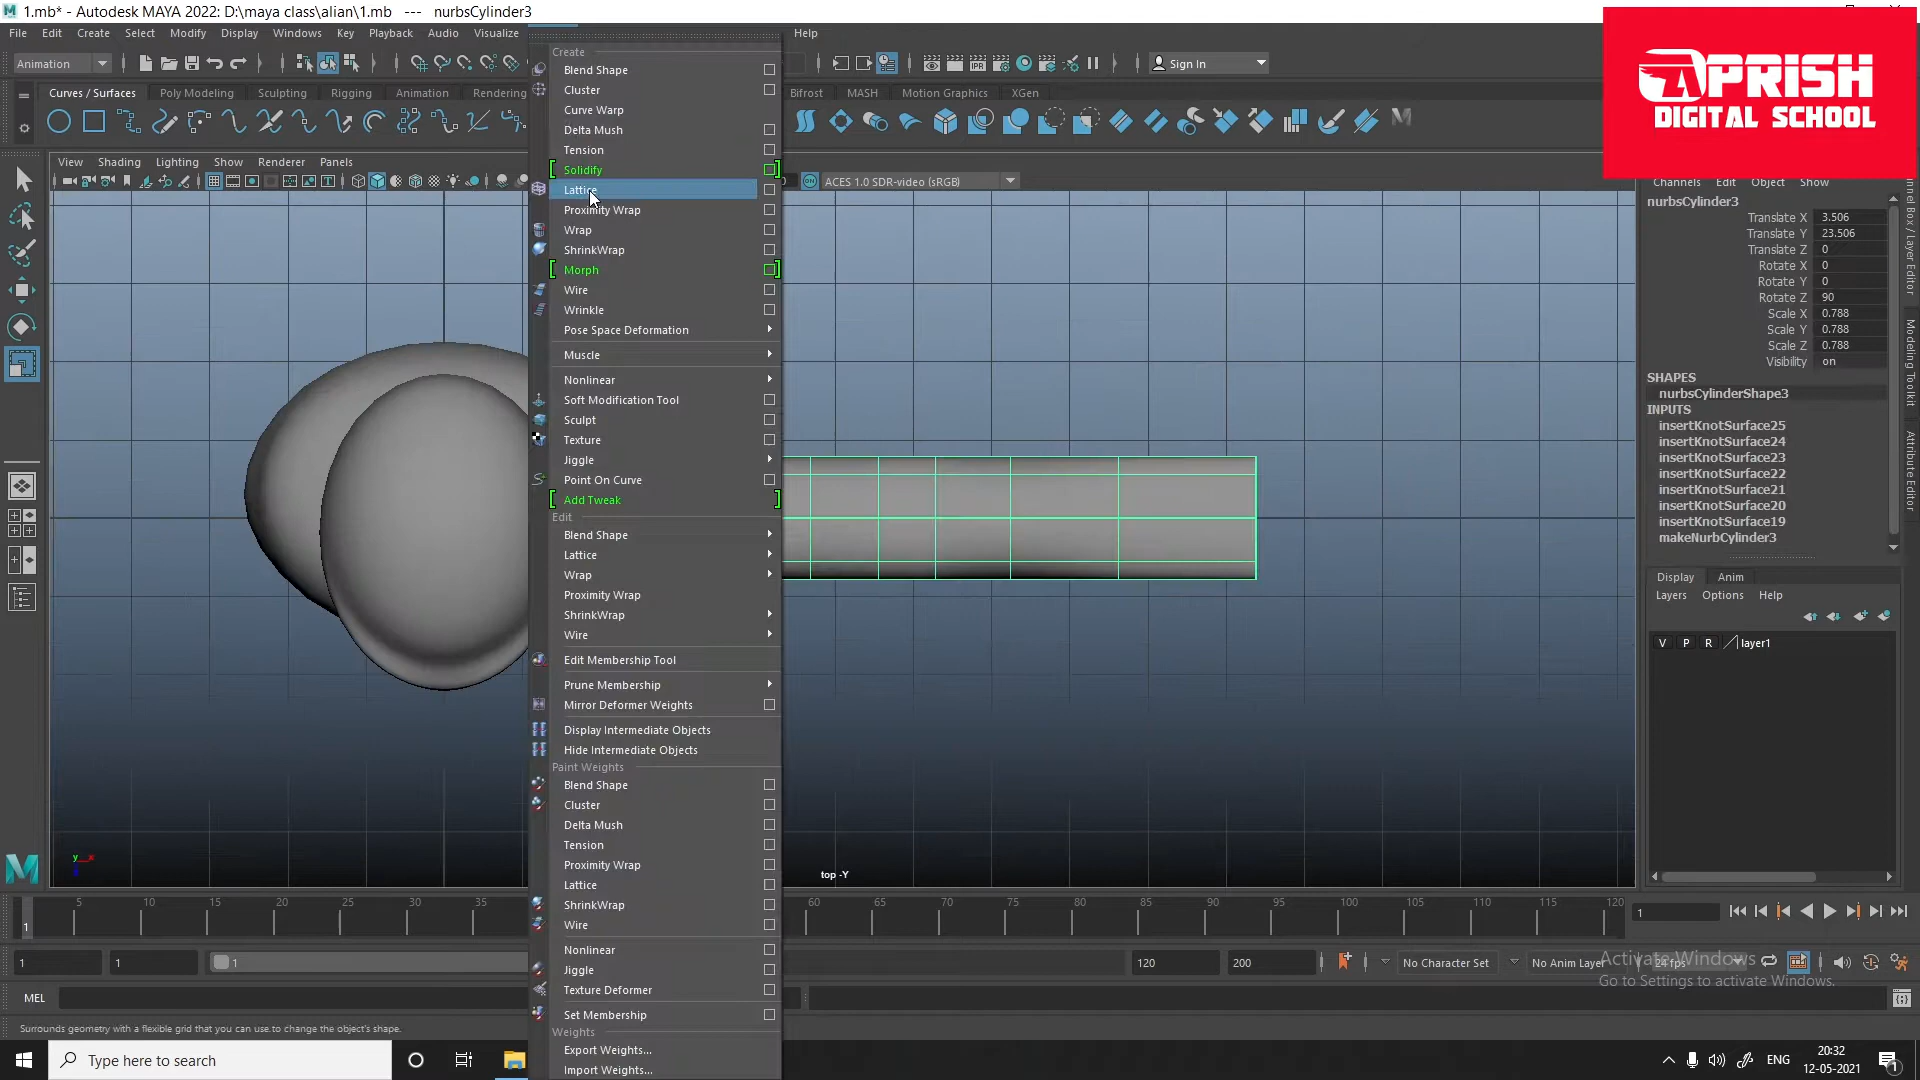 1.mb* - Autodesk MAYA 2022: D:\maya class\alian\1.mb --- nurbsCylinder3
File Edit Create Select Modify Display Windows Key Playback Audio Visualize Help
Animation
Sign In
Curves / Surfaces Poly Modeling Sculpting Rigging Animation Rendering Bifrost MASH Motion Graphics XGen
APRISH
DIGITAL SCHOOL
View Shading Lighting Show Renderer Panels
IPR
ON ACES 1.0 SDR-video (sRGB)
Create
Blend Shape
Cluster
Curve Warp
Delta Mush
Tension
Solidify
Lattice
Proximity Wrap
Wrap
ShrinkWrap
Morph
Wire
Wrinkle
Pose Space Deformation
Muscle
Nonlinear
Soft Modification Tool
Sculpt
Texture
Jiggle
Point On Curve
Add Tweak
Edit
Blend Shape
Lattice
Wrap
Proximity Wrap
ShrinkWrap
Wire
Edit Membership Tool
Prune Membership
Mirror Deformer Weights
Display Intermediate Objects
Hide Intermediate Objects
Paint Weights
Blend Shape
Cluster
Delta Mush
Tension
Proximity Wrap
Lattice
ShrinkWrap
Wire
Nonlinear
Jiggle
Texture Deformer
Set Membership
Weights
Export Weights...
Import Weights...
Channels Edit Object Show
nurbsCylinder3
Translate X 3.506
Translate Y 23.506
Translate Z 0
Rotate X 0
Rotate Y 0
Rotate Z 90
Scale X 0.788
Scale Y 0.788
Scale Z 0.788
Visibility on
SHAPES
nurbsCylinderShape3
INPUTS
insertKnotSurface25
insertKnotSurface24
insertKnotSurface23
insertKnotSurface22
insertKnotSurface21
insertKnotSurface20
insertKnotSurface19
makeNurbCylinder3
Display Anim
Layers Options Help
V P R layer1
Modeling Toolkit
Attribute Editor
y x
top -Y
5 10 15 20 25 30 35 60 65 70 75 80 85 90 95 100 105 110 115 120
1
1
1 1 1 120 200 No Character Set No Anim Layer 24 fps
Activate Windows
Go to Settings to activate Windows.
MEL
Surrounds geometry with a flexible grid that you can use to change the object's shape.
Type here to search
ENG
20:32
12-05-2021
1